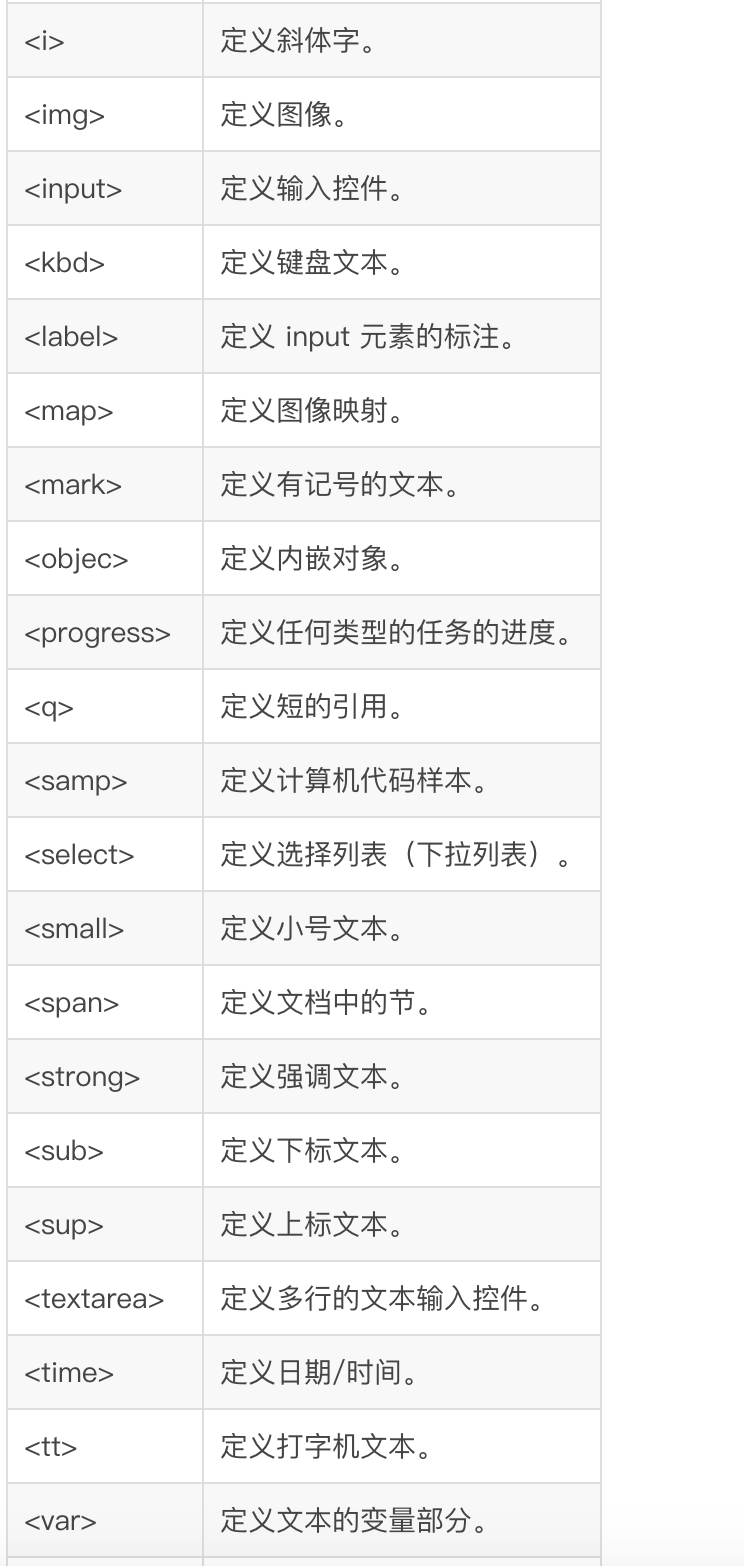 <i> 定义斜体字。
<img> 定义图像。
<input> 定义输入控件。
<kbd> 定义键盘文本。
<label> 定义 input 元素的标注。
<map> 定义图像映射。
<mark> 定义有记号的文本。
<objec> 定义内嵌对象。
<progress> 定义任何类型的任务的进度。
<q> 定义短的引用。
<samp> 定义计算机代码样本。
<select> 定义选择列表（下拉列表）。
<small> 定义小号文本。
<span> 定义文档中的节。
<strong> 定义强调文本。
<sub> 定义下标文本。
<sup> 定义上标文本。
<textarea> 定义多行的文本输入控件。
<time> 定义日期/时间。
<tt> 定义打字机文本。
<var> 定义文本的变量部分。